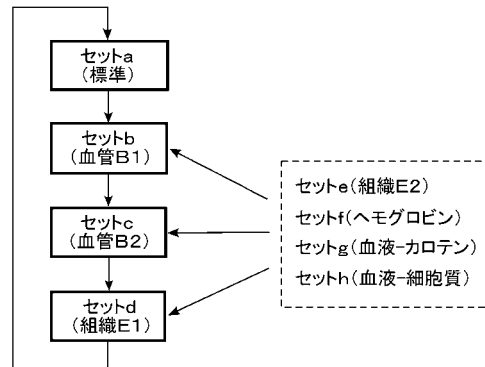 セットa
(標準)
セットb
(血管B1)
セットc
(血管B2)
セットd
(組織E1)
セットe(組織E2)
セットf(ヘモグロビン)
セットg(血液-カロテン)
セットh(血液-細胞質)